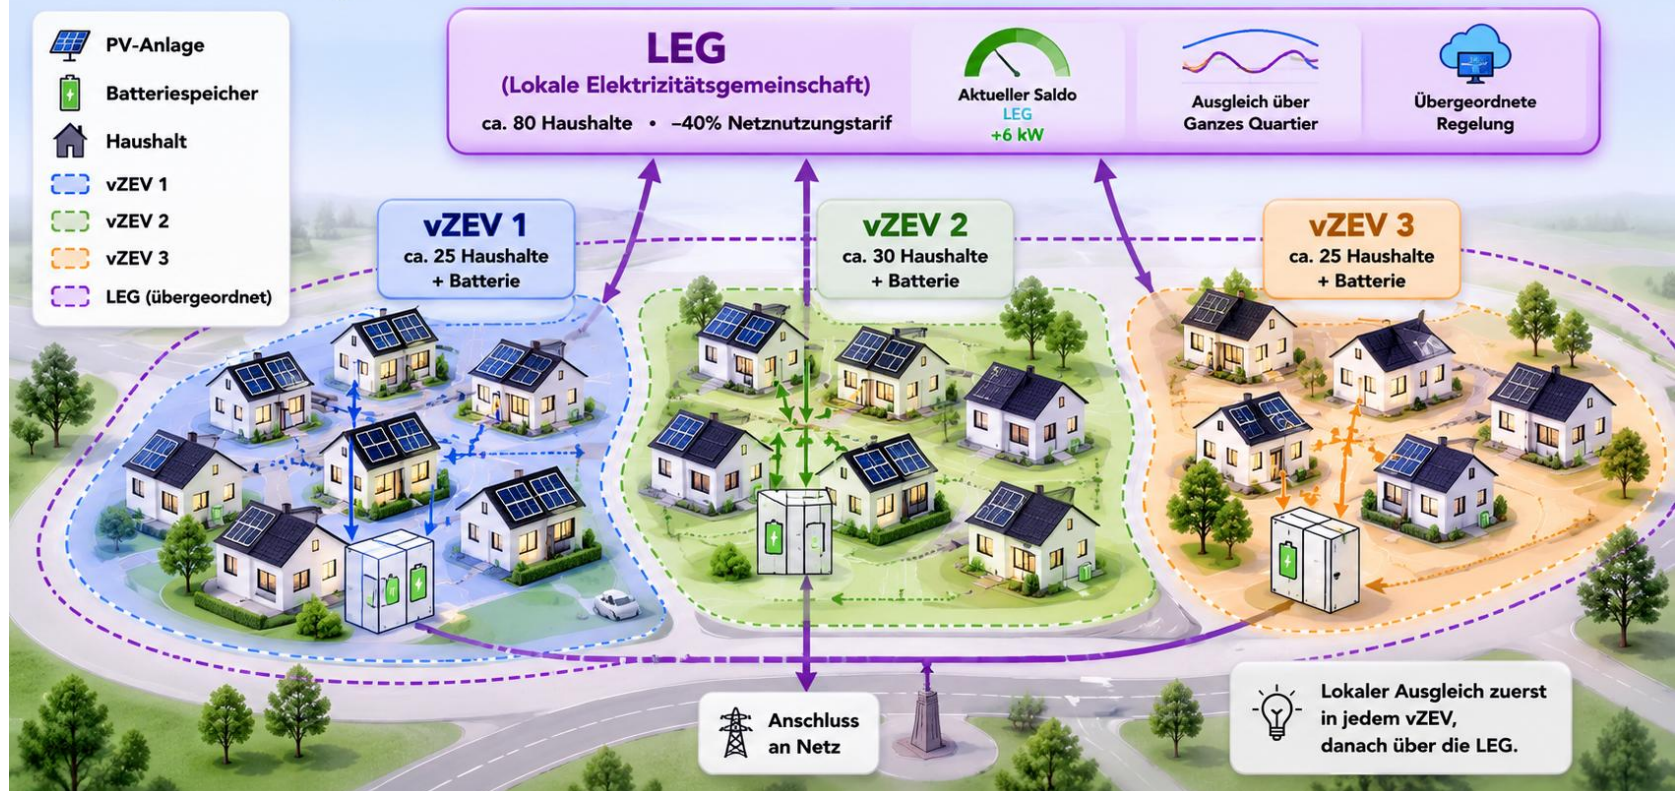 PV-Anlage
Batteriespeicher
Haushalt
vZEV 1
vZEV 2
vZEV 3
LEG (übergeordnet)
LEG
(Lokale Elektrizitätsgemeinschaft)
ca. 80 Haushalte • –40% Netznutzungstarif
Aktueller Saldo
LEG
+6 kW
Ausgleich über
Ganzes Quartier
Übergeordnete
Regelung
vZEV 1
ca. 25 Haushalte
+ Batterie
vZEV 2
ca. 30 Haushalte
+ Batterie
vZEV 3
ca. 25 Haushalte
+ Batterie
Anschluss
an Netz
Lokaler Ausgleich zuerst
in jedem vZEV,
danach über die LEG.